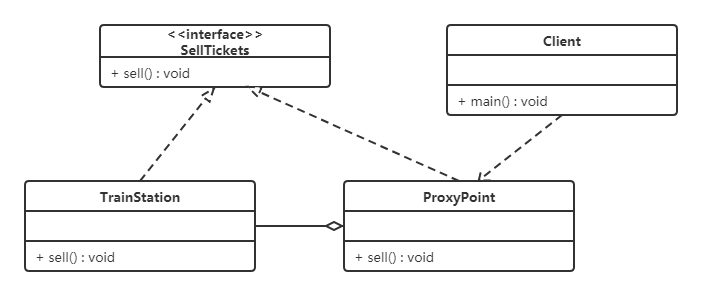 <<interface>>
SellTickets
+ sell() : void
Client
+ main() : void
TrainStation
+ sell() : void
ProxyPoint
+ sell() : void